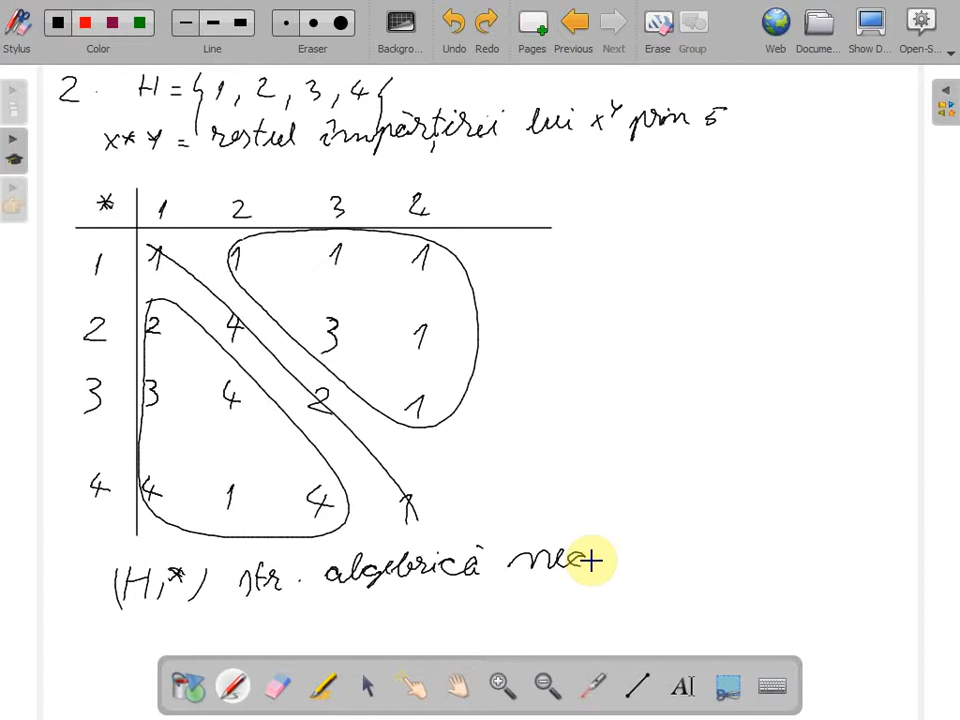 Stylus Color Line Eraser Backgro... Undo Redo Pages Previous Next Erase Group Web Docume... Show D... Open-S...
2. H = {1, 2, 3, 4}
x * y = restul împărțirii lui x^y prin 5
* 1 2 3 4
1 1 1 1 1
2 2 4 3 1
3 3 4 2 1
4 4 1 4 1
(H, *) str. algebrică nec